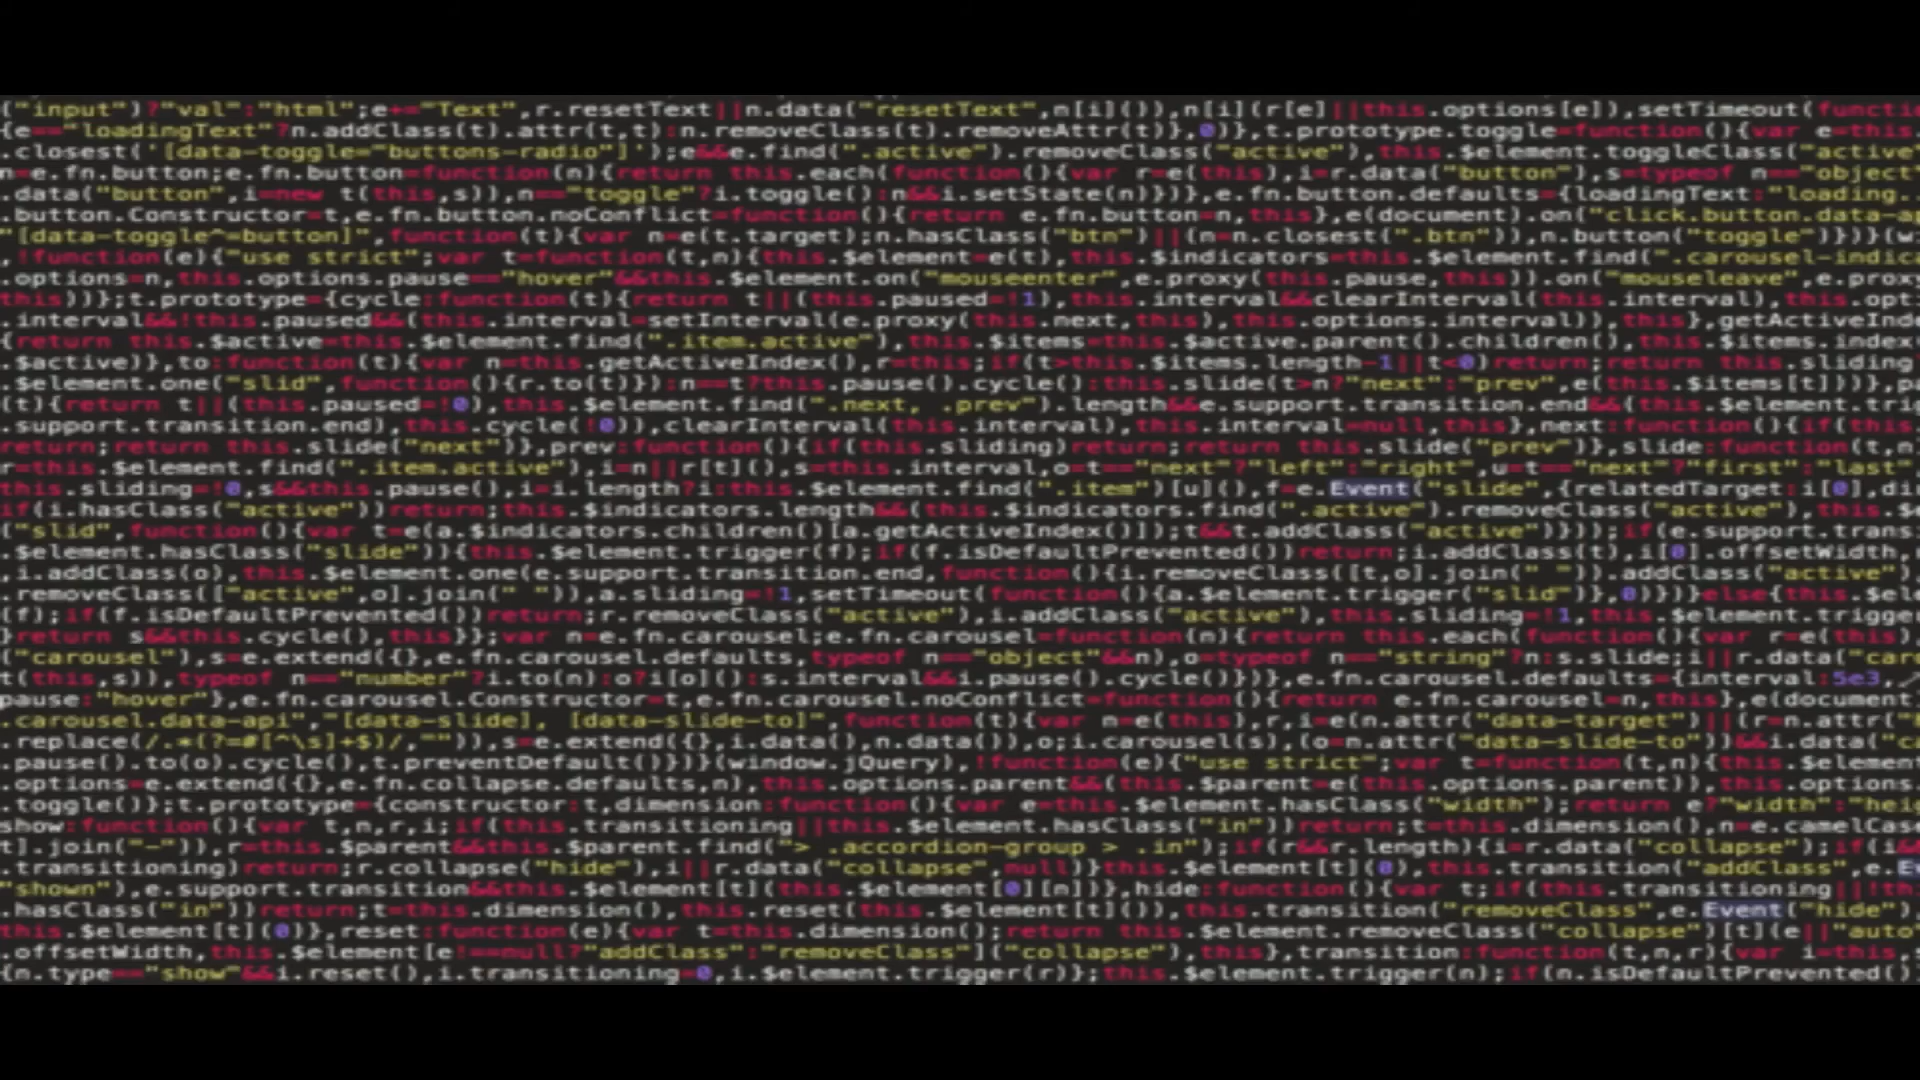 ("input")?"val":"html";e+="Text",r.resetText||n.data("resetText",n[i]()),n[i](r[e]||this.options[e]),setTimeout(functi
{e=="loadingText"?n.addClass(t).attr(t,t):n.removeClass(t).removeAttr(t)},0)},t.prototype.toggle=function(){var e=this.
.closest('[data-toggle="buttons-radio"]');e&&e.find(".active").removeClass("active"),this.$element.toggleClass("active"
n=e.fn.button;e.fn.button=function(n){return this.each(function(){var r=e(this),i=r.data("button"),s=typeof n=="object"
.data("button",i=new t(this,s)),n=="toggle"?i.toggle():n&&i.setState(n)})},e.fn.button.defaults={loadingText:"loading..
.button.Constructor=t,e.fn.button.noConflict=function(){return e.fn.button=n,this},e(document).on("click.button.data-ap
"[data-toggle^=button]",function(t){var n=e(t.target);n.hasClass("btn")||(n=n.closest(".btn")),n.button("toggle")})}(w
,!function(e){"use strict";var t=function(t,n){this.$element=e(t),this.$indicators=this.$element.find(".carousel-indica
.options=n,this.options.pause=="hover"&&this.$element.on("mouseenter",e.proxy(this.pause,this)).on("mouseleave",e.proxy
this))};t.prototype={cycle:function(t){return t||(this.paused=!1),this.interval&&clearInterval(this.interval),this.opti
.interval&&!this.paused&&(this.interval=setInterval(e.proxy(this.next,this),this.options.interval)),this},getActiveInde
{return this.$active=this.$element.find(".item.active"),this.$items=this.$active.parent().children(),this.$items.index(
.$active)},to:function(t){var n=this.getActiveIndex(),r=this;if(t>this.$items.length-1||t<0)return;return this.sliding
.$element.one("slid",function(){r.to(t)}):n==t?this.pause().cycle():this.slide(t>n?"next":"prev",e(this.$items[t]))},pa
(t){return t||(this.paused=!0),this.$element.find(".next, .prev").length&&e.support.transition.end&&(this.$element.trig
.support.transition.end),this.cycle(!0)),clearInterval(this.interval),this.interval=null,this},next:function(){if(this.
return;return this.slide("next")},prev:function(){if(this.sliding)return;return this.slide("prev")},slide:function(t,n)
r=this.$element.find(".item.active"),i=n||r[t](),s=this.interval,o=t=="next"?"left":"right",u=t=="next"?"first":"last"
this.sliding=!0,s&&this.pause(),i=i.length?i:this.$element.find(".item")[u](),f=e.Event("slide",{relatedTarget:i[0],di
if(i.hasClass("active"))return;this.$indicators.length&&(this.$indicators.find(".active").removeClass("active"),this.$e
("slid",function(){var t=e(a.$indicators.children()[a.getActiveIndex()]);t&&t.addClass("active")}));if(e.support.trans
.$element.hasClass("slide")){this.$element.trigger(f);if(f.isDefaultPrevented())return;i.addClass(t),i[0].offsetWidth,
,i.addClass(o),this.$element.one(e.support.transition.end,function(){i.removeClass([t,o].join(" ")).addClass("active"),
.removeClass(["active",o].join(" ")),a.sliding=!1,setTimeout(function(){a.$element.trigger("slid")},0)})}else{this.$ele
(f);if(f.isDefaultPrevented())return;r.removeClass("active"),i.addClass("active"),this.sliding=!1,this.$element.trigger
}return s&&this.cycle(),this}};var n=e.fn.carousel;e.fn.carousel=function(n){return this.each(function(){var r=e(this),
("carousel"),s=e.extend({},e.fn.carousel.defaults,typeof n=="object"&&n),o=typeof n=="string"?n:s.slide;i||r.data("caro
t(this,s)),typeof n=="number"?i.to(n):o?i[o]():s.interval&&i.pause().cycle()})},e.fn.carousel.defaults={interval:5e3,
pause:"hover"},e.fn.carousel.Constructor=t,e.fn.carousel.noConflict=function(){return e.fn.carousel=n,this},e(document
.carousel.data-api","[data-slide], [data-slide-to]",function(t){var n=e(this),r,i=e(n.attr("data-target")||(r=n.attr("h
.replace(/.*(?=#[^\s]+$)/,"")),s=e.extend({},i.data(),n.data()),o;i.carousel(s),(o=n.attr("data-slide-to"))&&i.data("ca
.pause().to(o).cycle(),t.preventDefault()})}(window.jQuery),!function(e){"use strict";var t=function(t,n){this.$element
.options=e.extend({},e.fn.collapse.defaults,n),this.options.parent&&(this.$parent=e(this.options.parent)),this.options.
.toggle()};t.prototype={constructor:t,dimension:function(){var e=this.$element.hasClass("width");return e?"width":"heig
show:function(){var t,n,r,i;if(this.transitioning||this.$element.hasClass("in"))return;t=this.dimension(),n=e.camelCase
t].join("-")),r=this.$parent&&this.$parent.find("> .accordion-group > .in");if(r&&r.length){i=r.data("collapse");if(i&&
.transitioning)return;r.collapse("hide"),i||r.data("collapse",null)}this.$element[t](0),this.transition("addClass",e.Ev
"shown"),e.support.transition&&this.$element[t](this.$element[0][n])},hide:function(){var t;if(this.transitioning||!thi
.hasClass("in"))return;t=this.dimension(),this.reset(this.$element[t]()),this.transition("removeClass",e.Event("hide"),
this.$element[t](0)},reset:function(e){var t=this.dimension();return this.$element.removeClass("collapse")[t](e||"auto"
.offsetWidth,this.$element[e!==null?"addClass":"removeClass"]("collapse"),this},transition:function(t,n,r){var i=this,s
{n.type=="show"&&i.reset(),i.transitioning=0,i.$element.trigger(r)};this.$element.trigger(n);if(n.isDefaultPrevented()